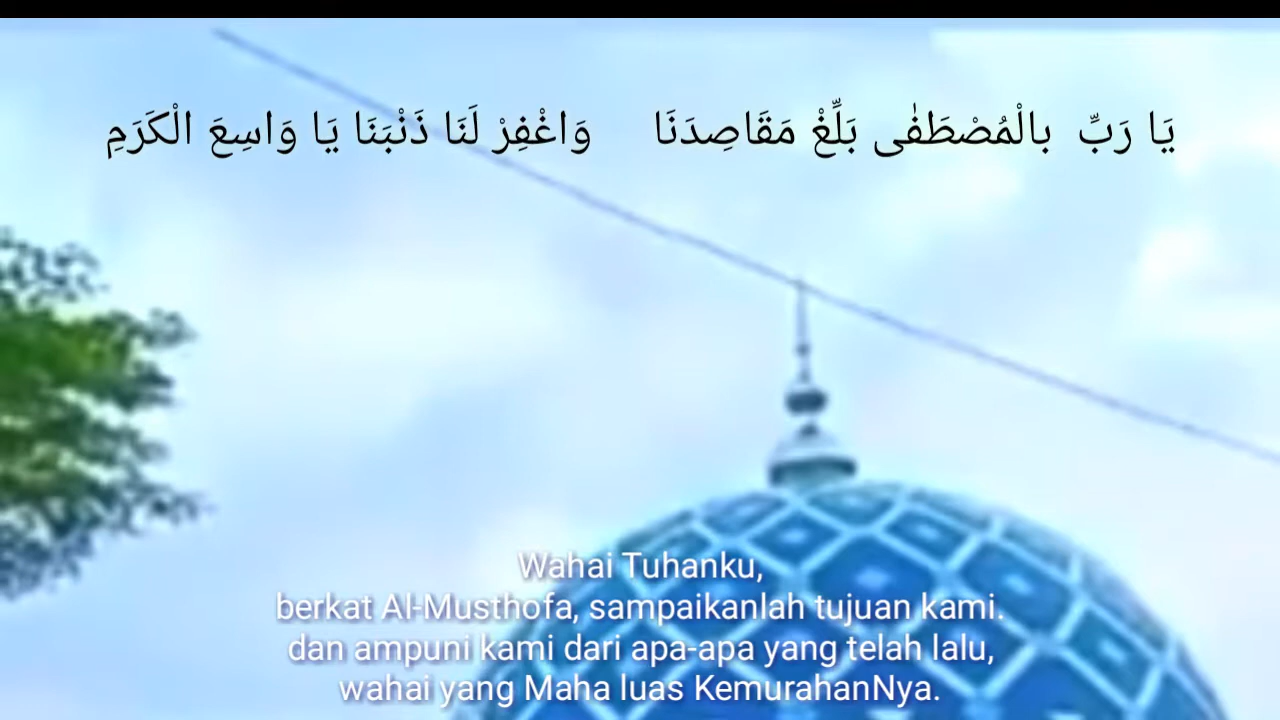 يَا رَبِّ بِالْمُصْطَفٰى بَلِّغْ مَقَاصِدَنَا وَاغْفِرْ لَنَا ذَنْبَنَا يَا وَاسِعَ الْكَرَمِ
Wahai Tuhanku,
berkat Al-Musthofa, sampaikanlah tujuan kami.
dan ampuni kami dari apa-apa yang telah lalu,
wahai yang Maha luas KemurahanNya.